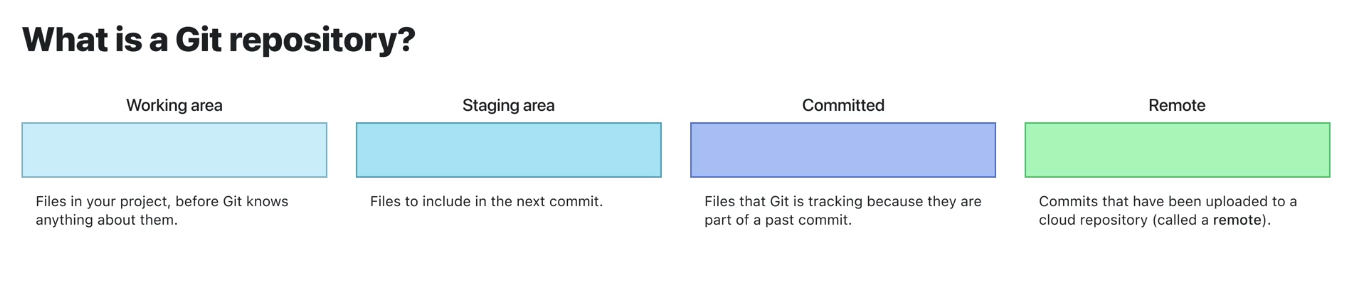 What is a Git repository?
Working area
Staging area
Committed
Remote
Files in your project, before Git knows
anything about them.
Files to include in the next commit.
Files that Git is tracking because they are
part of a past commit.
Commits that have been uploaded to a
cloud repository (called a remote).